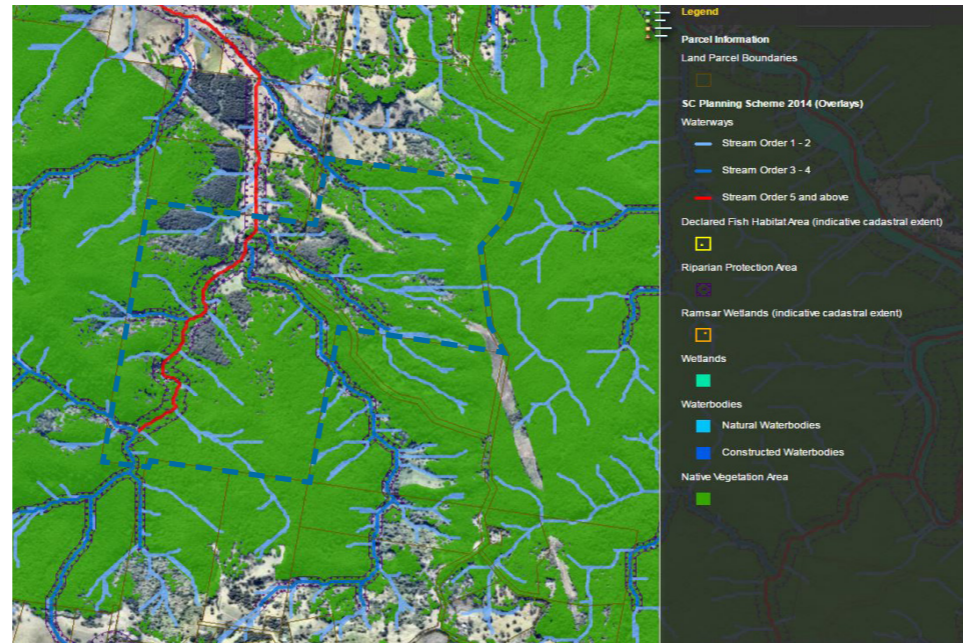 Legend
Parcel Information
Land Parcel Boundaries
SC Planning Scheme 2014 (Overlays)
Waterways
Stream Order 1 - 2
Stream Order 3 - 4
Stream Order 5 and above
Declared Fish Habitat Area (indicative cadastral extent)
Riparian Protection Area
Ramsar Wetlands (indicative cadastral extent)
Wetlands
Waterbodies
Natural Waterbodies
Constructed Waterbodies
Native Vegetation Area